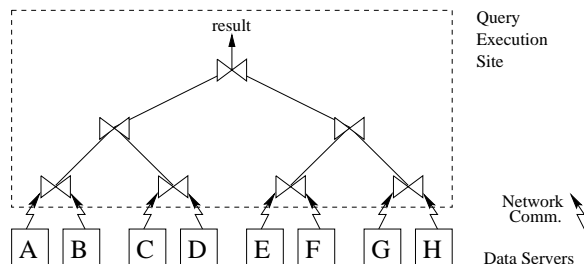 result
Query
Execution
Site
Network
Comm.
A B C D E F G H
Data Servers